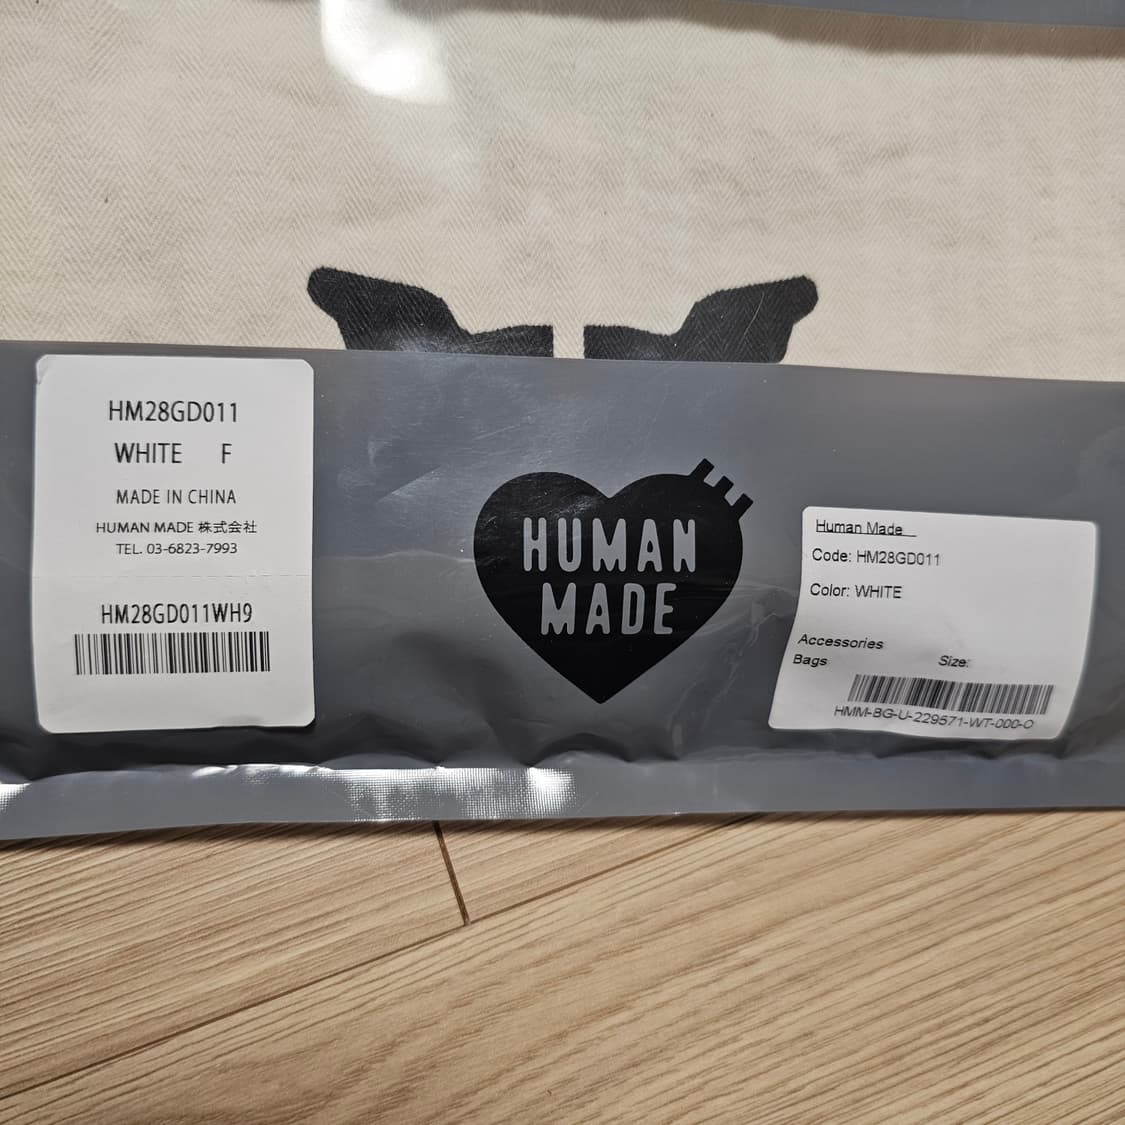 HM28GD011
WHITE F
MADE IN CHINA
HUMAN MADE 株式会社
TEL. 03-6823-7993
HM28GD011WH9
HUMAN
MADE
Human Made
Code: HM28GD011
Color: WHITE
Accessories
Bags Size:
HMM-BG-U-229571-WT-000-O